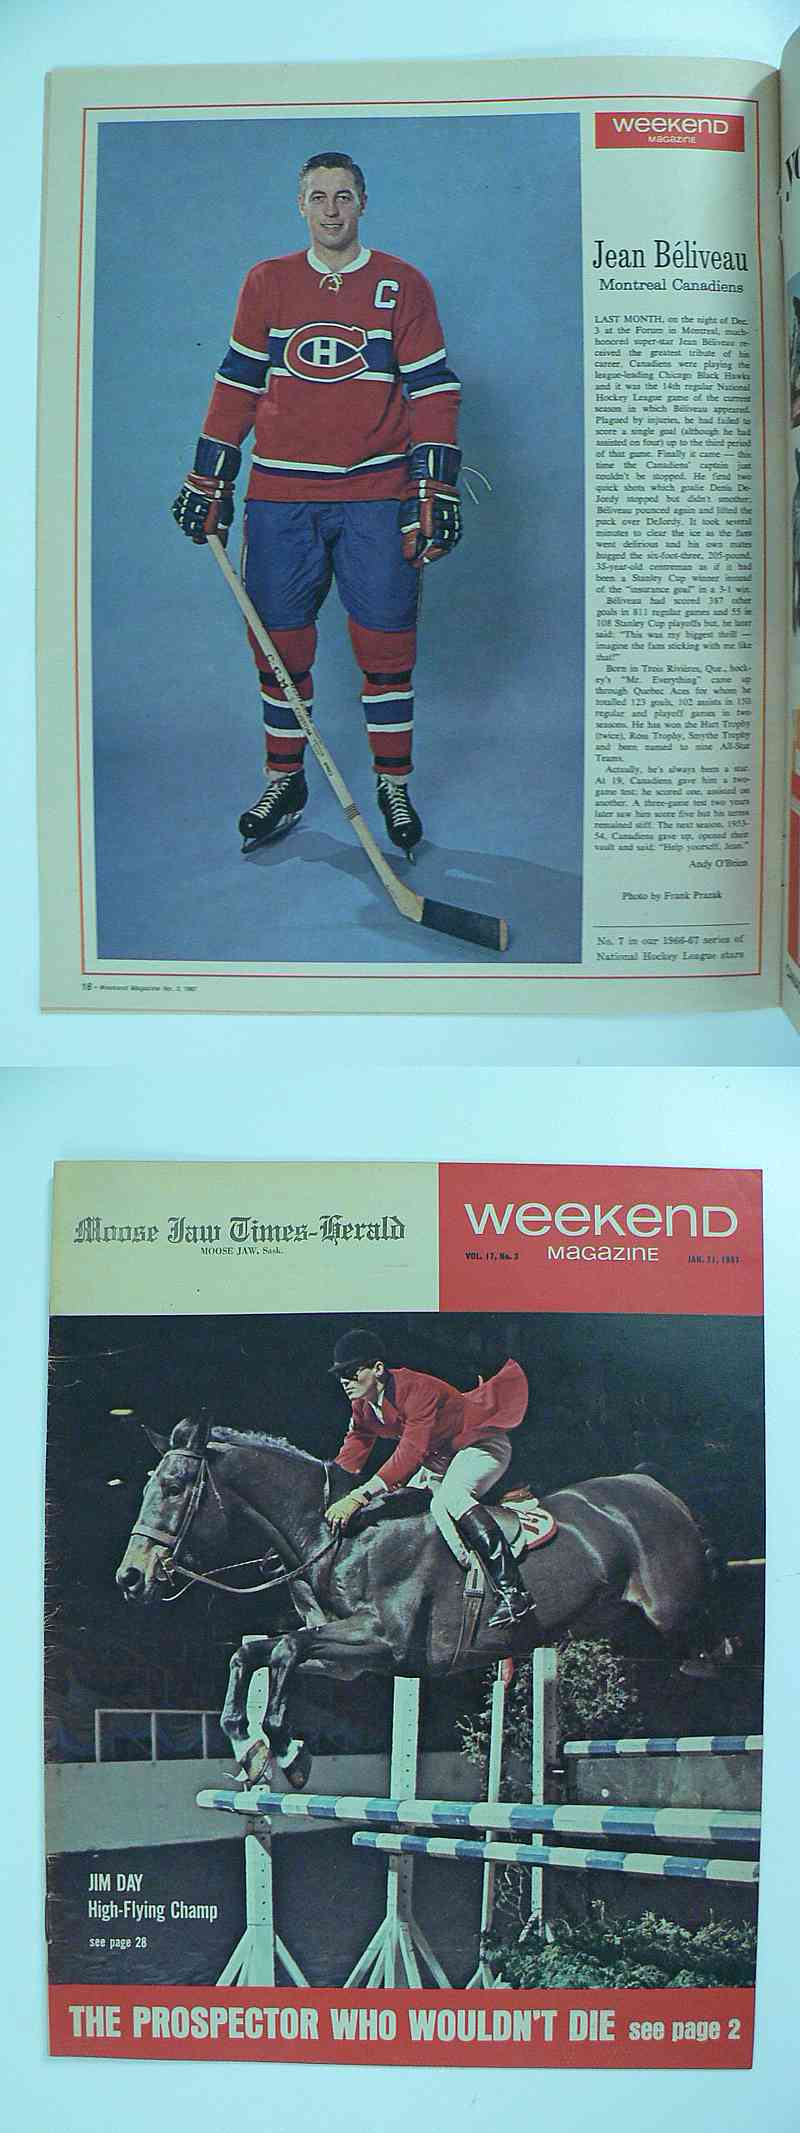 WEEKEND
MAGAZINE
Jean Béliveau
Montreal Canadiens
LAST MONTH, on the night of Dec.
3 at the Forum in Montreal, much-
honored super-star Jean Béliveau re-
ceived the greatest tribute of his
career. Canadiens were playing the
league-leading Chicago Black Hawks
and it was the 14th regular National
Hockey League game of the current
season in which Béliveau appeared.
Plagued by injuries, he had failed to
score a single goal (although he had
assisted on four) up to the third period
of that game. Finally it came — this
time the Canadiens' captain just
couldn't be stopped. He fired two
quick shots which goalie Denis De-
Jordy stopped but didn't smother;
Béliveau pounced again and lifted the
puck over DeJordy. It took several
minutes to clear the ice as the fans
went delirious and his own mates
hugged the six-foot-three, 205-pound,
35-year-old centreman as if it had
been a Stanley Cup winner instead
of the "insurance goal" in a 3-1 win.
Béliveau had scored 387 other
goals in 811 regular games and 55 in
108 Stanley Cup playoffs but, he later
said: "This was my biggest thrill —
imagine the fans sticking with me like
that!"
Born in Trois Rivières, Que., hock-
ey's "Mr. Everything" came up
through Quebec Aces for whom he
totalled 123 goals, 102 assists in 150
regular and playoff games in two
seasons. He has won the Hart Trophy
(twice), Ross Trophy, Smythe Trophy
and been named to nine All-Star
Teams.
Actually, he's always been a star.
At 19, Canadiens gave him a two-
game test; he scored one, assisted on
another. A three-game test two years
later saw him score five but his terms
remained stiff. The next season, 1953-
54, Canadiens gave up, opened their
vault and said: "Help yourself, Jean."
Andy O'Brien
Photo by Frank Prazak
No. 7 in our 1966-67 series of
National Hockey League stars
18 - Weekend Magazine No. 3, 1967
C
H
Moose Jaw Times-Herald
MOOSE JAW, Sask.
WEEKEND
MAGAZINE
VOL. 17, No. 3
JAN. 21, 1967
JIM DAY
High-Flying Champ
see page 28
THE PROSPECTOR WHO WOULDN'T DIE see page 2